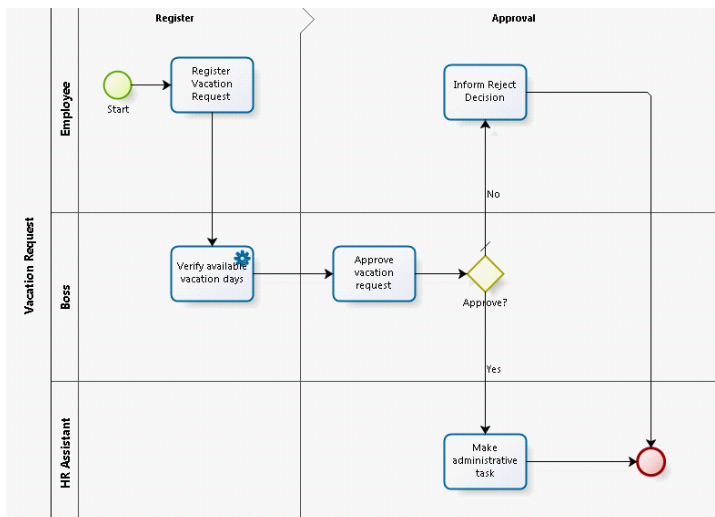 Register
Approval
Vacation Request
Employee
Start
Register
Vacation
Request
Inform Reject
Decision
No
Boss
Verify available
vacation days
Approve
vacation
request
Approve?
Yes
HR Assistant
Make
administrative
task